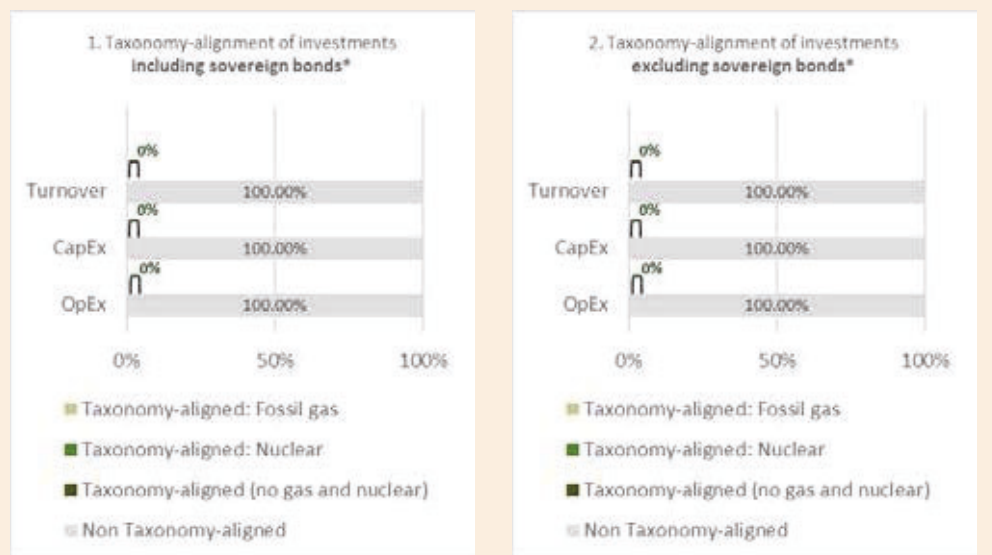 1. Taxonomy-alignment of investments
including sovereign bonds*
0%
Turnover 100.00%
0%
CapEx 100.00%
0%
OpEx 100.00%
0% 50% 100%
Taxonomy-aligned: Fossil gas
Taxonomy-aligned: Nuclear
Taxonomy-aligned (no gas and nuclear)
Non Taxonomy-aligned
2. Taxonomy-alignment of investments
excluding sovereign bonds*
0%
Turnover 100.00%
0%
CapEx 100.00%
0%
OpEx 100.00%
0% 50% 100%
Taxonomy-aligned: Fossil gas
Taxonomy-aligned: Nuclear
Taxonomy-aligned (no gas and nuclear)
Non Taxonomy-aligned